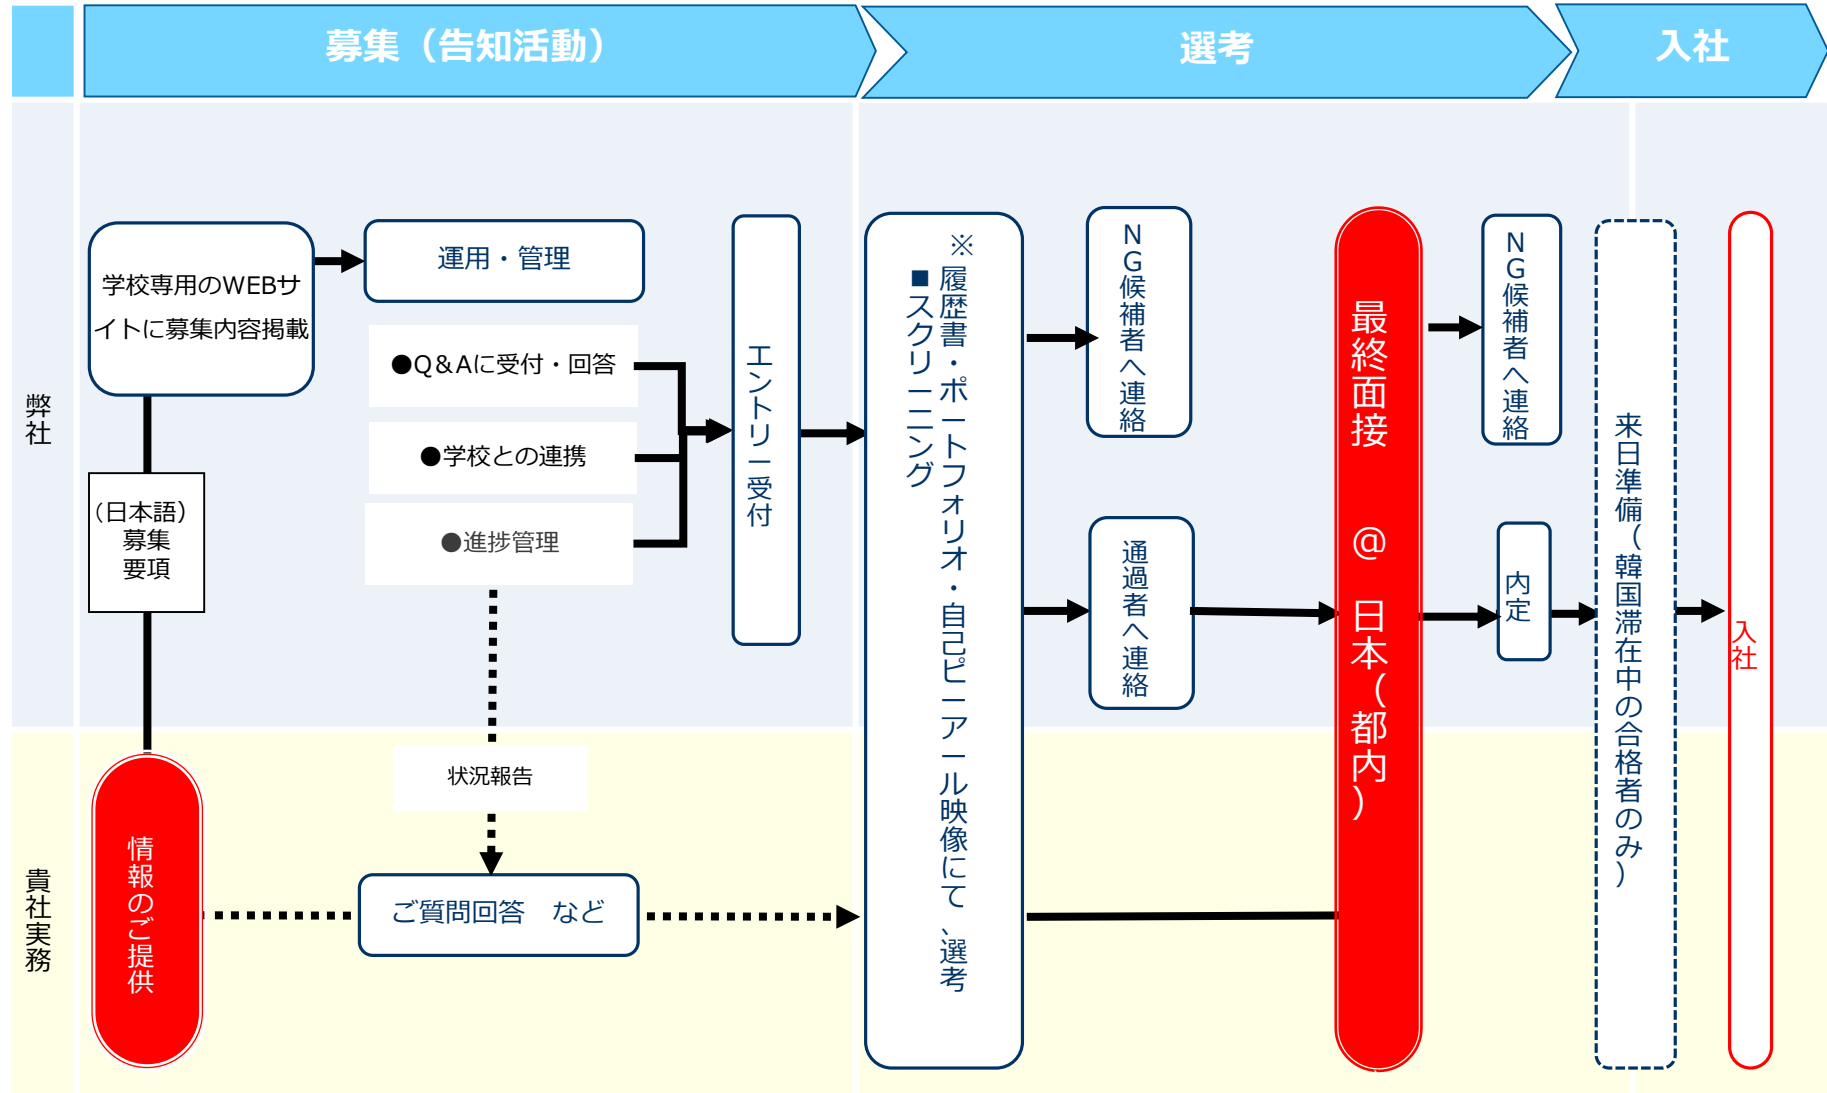 募集（告知活動）
選考
入社
弊社
学校専用のWEBサ
イトに募集内容掲載
運用・管理
●Q&Aに受付・回答
●学校との連携
●進捗管理
（日本語）
募集
要項
エントリー受付
※履歴書・ポートフォリオ・自己ピーアール映像にて、選考
■スクリーニング
NG候補者へ連絡
通過者へ連絡
最終面接　@　日本（都内）
NG候補者へ連絡
内定
来日準備（韓国滞在中の合格者のみ）
入社
貴社実務
情報のご提供
状況報告
ご質問回答　など